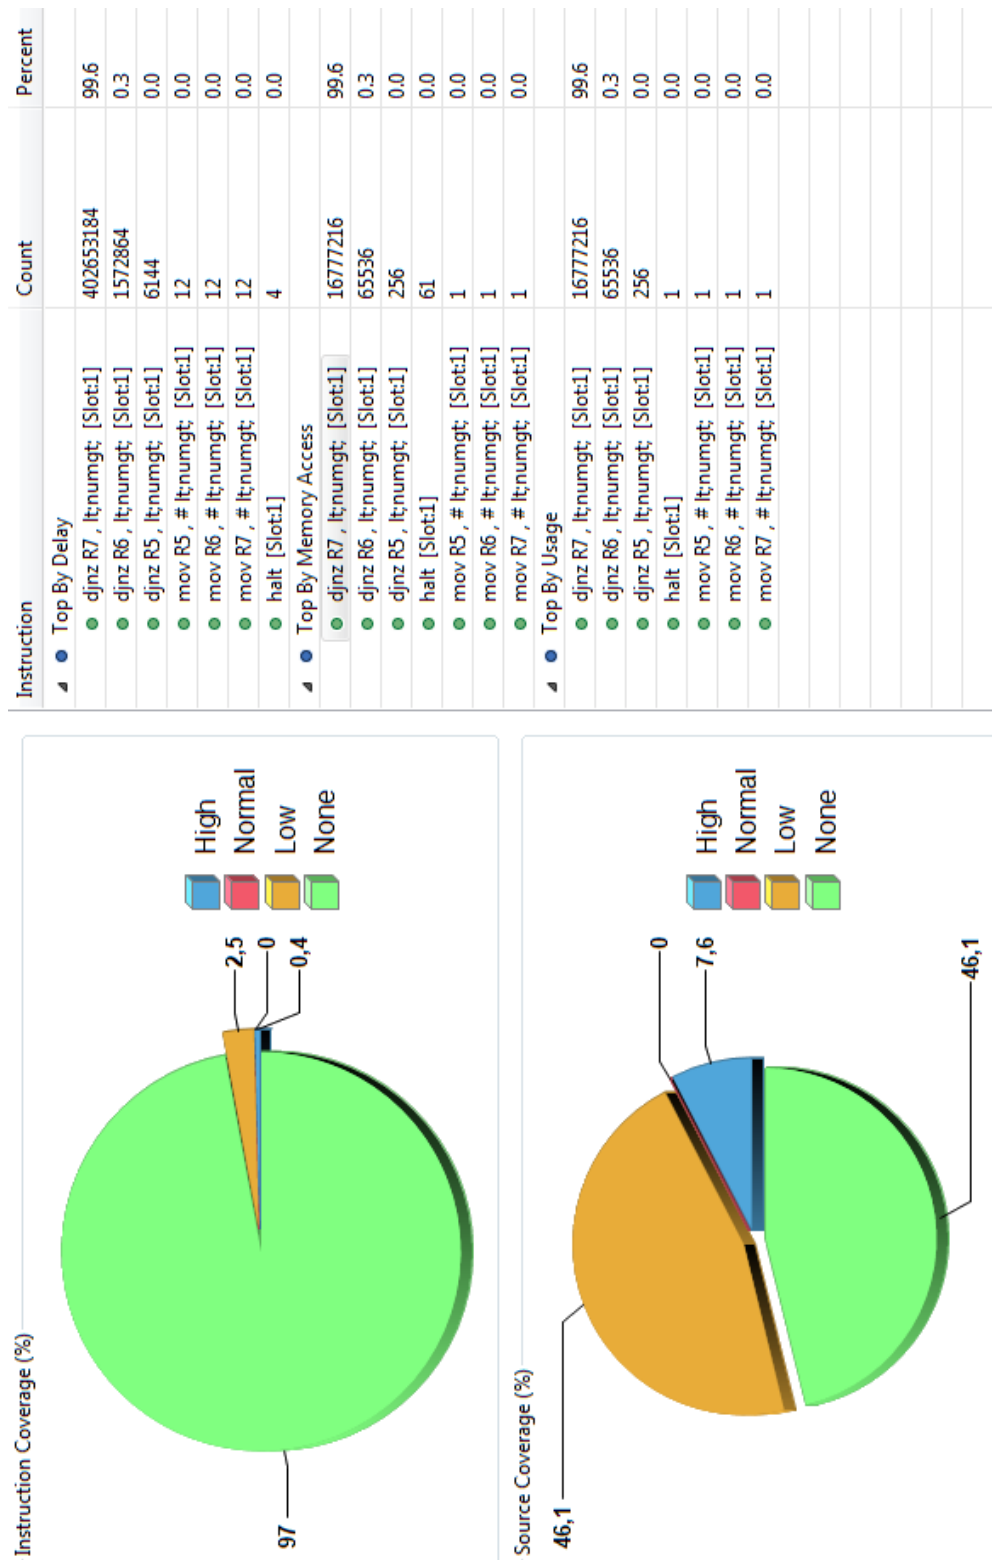 Instruction Coverage (%)
97
2,5
0
0,4
High
Normal
Low
None
Source Coverage (%)
46,1
0
7,6
46,1
High
Normal
Low
None
Instruction Count Percent
Top By Delay
djnz R7 , lt;numgt; [Slot:1] 402653184 99.6
djnz R6 , lt;numgt; [Slot:1] 1572864 0.3
djnz R5 , lt;numgt; [Slot:1] 6144 0.0
mov R5 , # lt;numgt; [Slot:1] 12 0.0
mov R6 , # lt;numgt; [Slot:1] 12 0.0
mov R7 , # lt;numgt; [Slot:1] 12 0.0
halt [Slot:1] 4 0.0
Top By Memory Access
djnz R7 , lt;numgt; [Slot:1] 16777216 99.6
djnz R6 , lt;numgt; [Slot:1] 65536 0.3
djnz R5 , lt;numgt; [Slot:1] 256 0.0
halt [Slot:1] 61 0.0
mov R5 , # lt;numgt; [Slot:1] 1 0.0
mov R6 , # lt;numgt; [Slot:1] 1 0.0
mov R7 , # lt;numgt; [Slot:1] 1 0.0
Top By Usage
djnz R7 , lt;numgt; [Slot:1] 16777216 99.6
djnz R6 , lt;numgt; [Slot:1] 65536 0.3
djnz R5 , lt;numgt; [Slot:1] 256 0.0
halt [Slot:1] 1 0.0
mov R5 , # lt;numgt; [Slot:1] 1 0.0
mov R6 , # lt;numgt; [Slot:1] 1 0.0
mov R7 , # lt;numgt; [Slot:1] 1 0.0